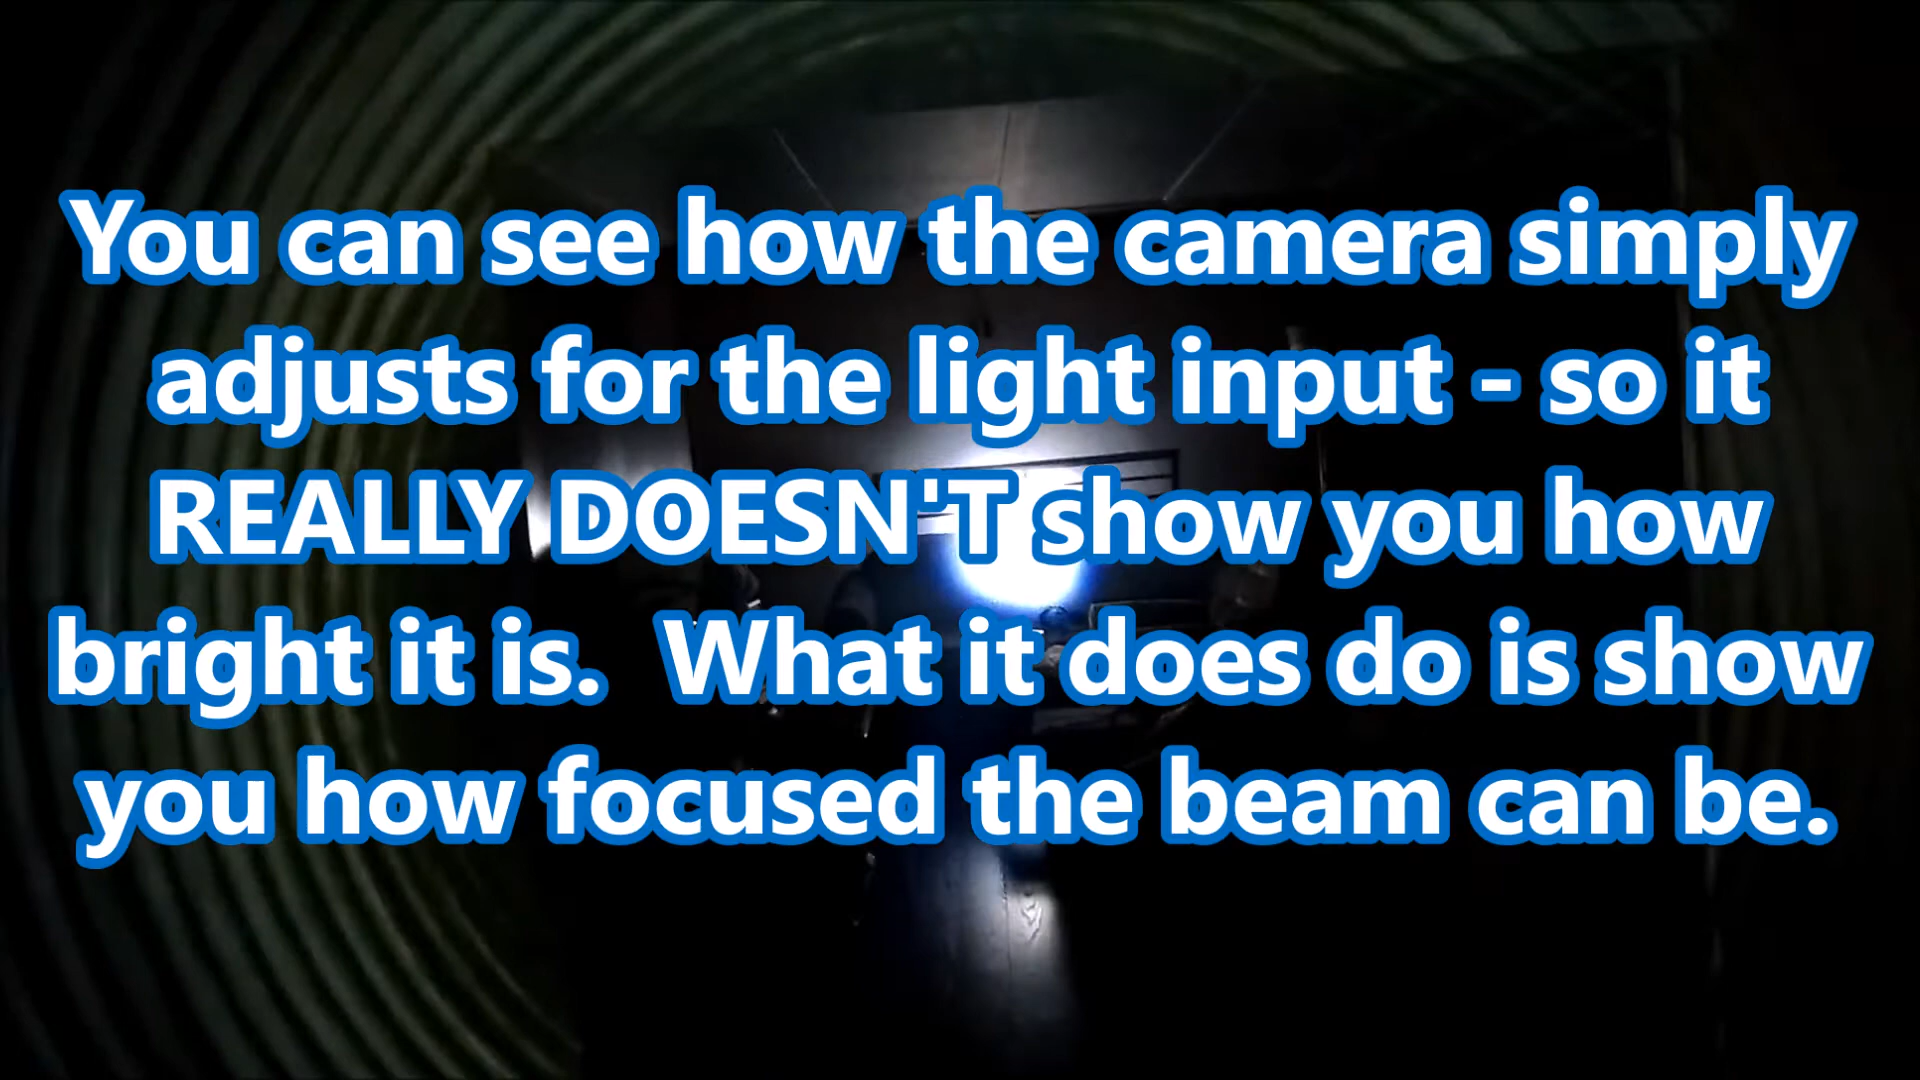 You can see how the camera simply
adjusts for the light input - so it
REALLY DOESN'T show you how
bright it is.  What it does do is show
you how focused the beam can be.